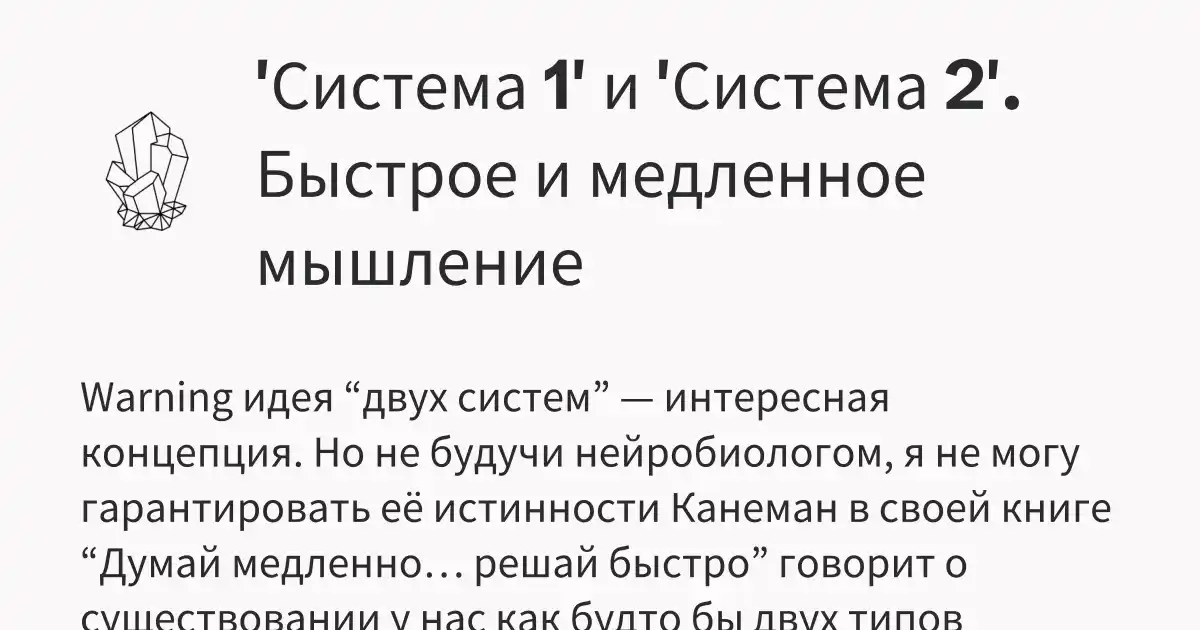 'Система 1' и 'Система 2'.
Быстрое и медленное
мышление
Warning идея “двух систем” — интересная
концепция. Но не будучи нейробиологом, я не могу
гарантировать её истинности Канеман в своей книге
“Думай медленно… решай быстро” говорит о
существовании у нас как будто бы двух типов